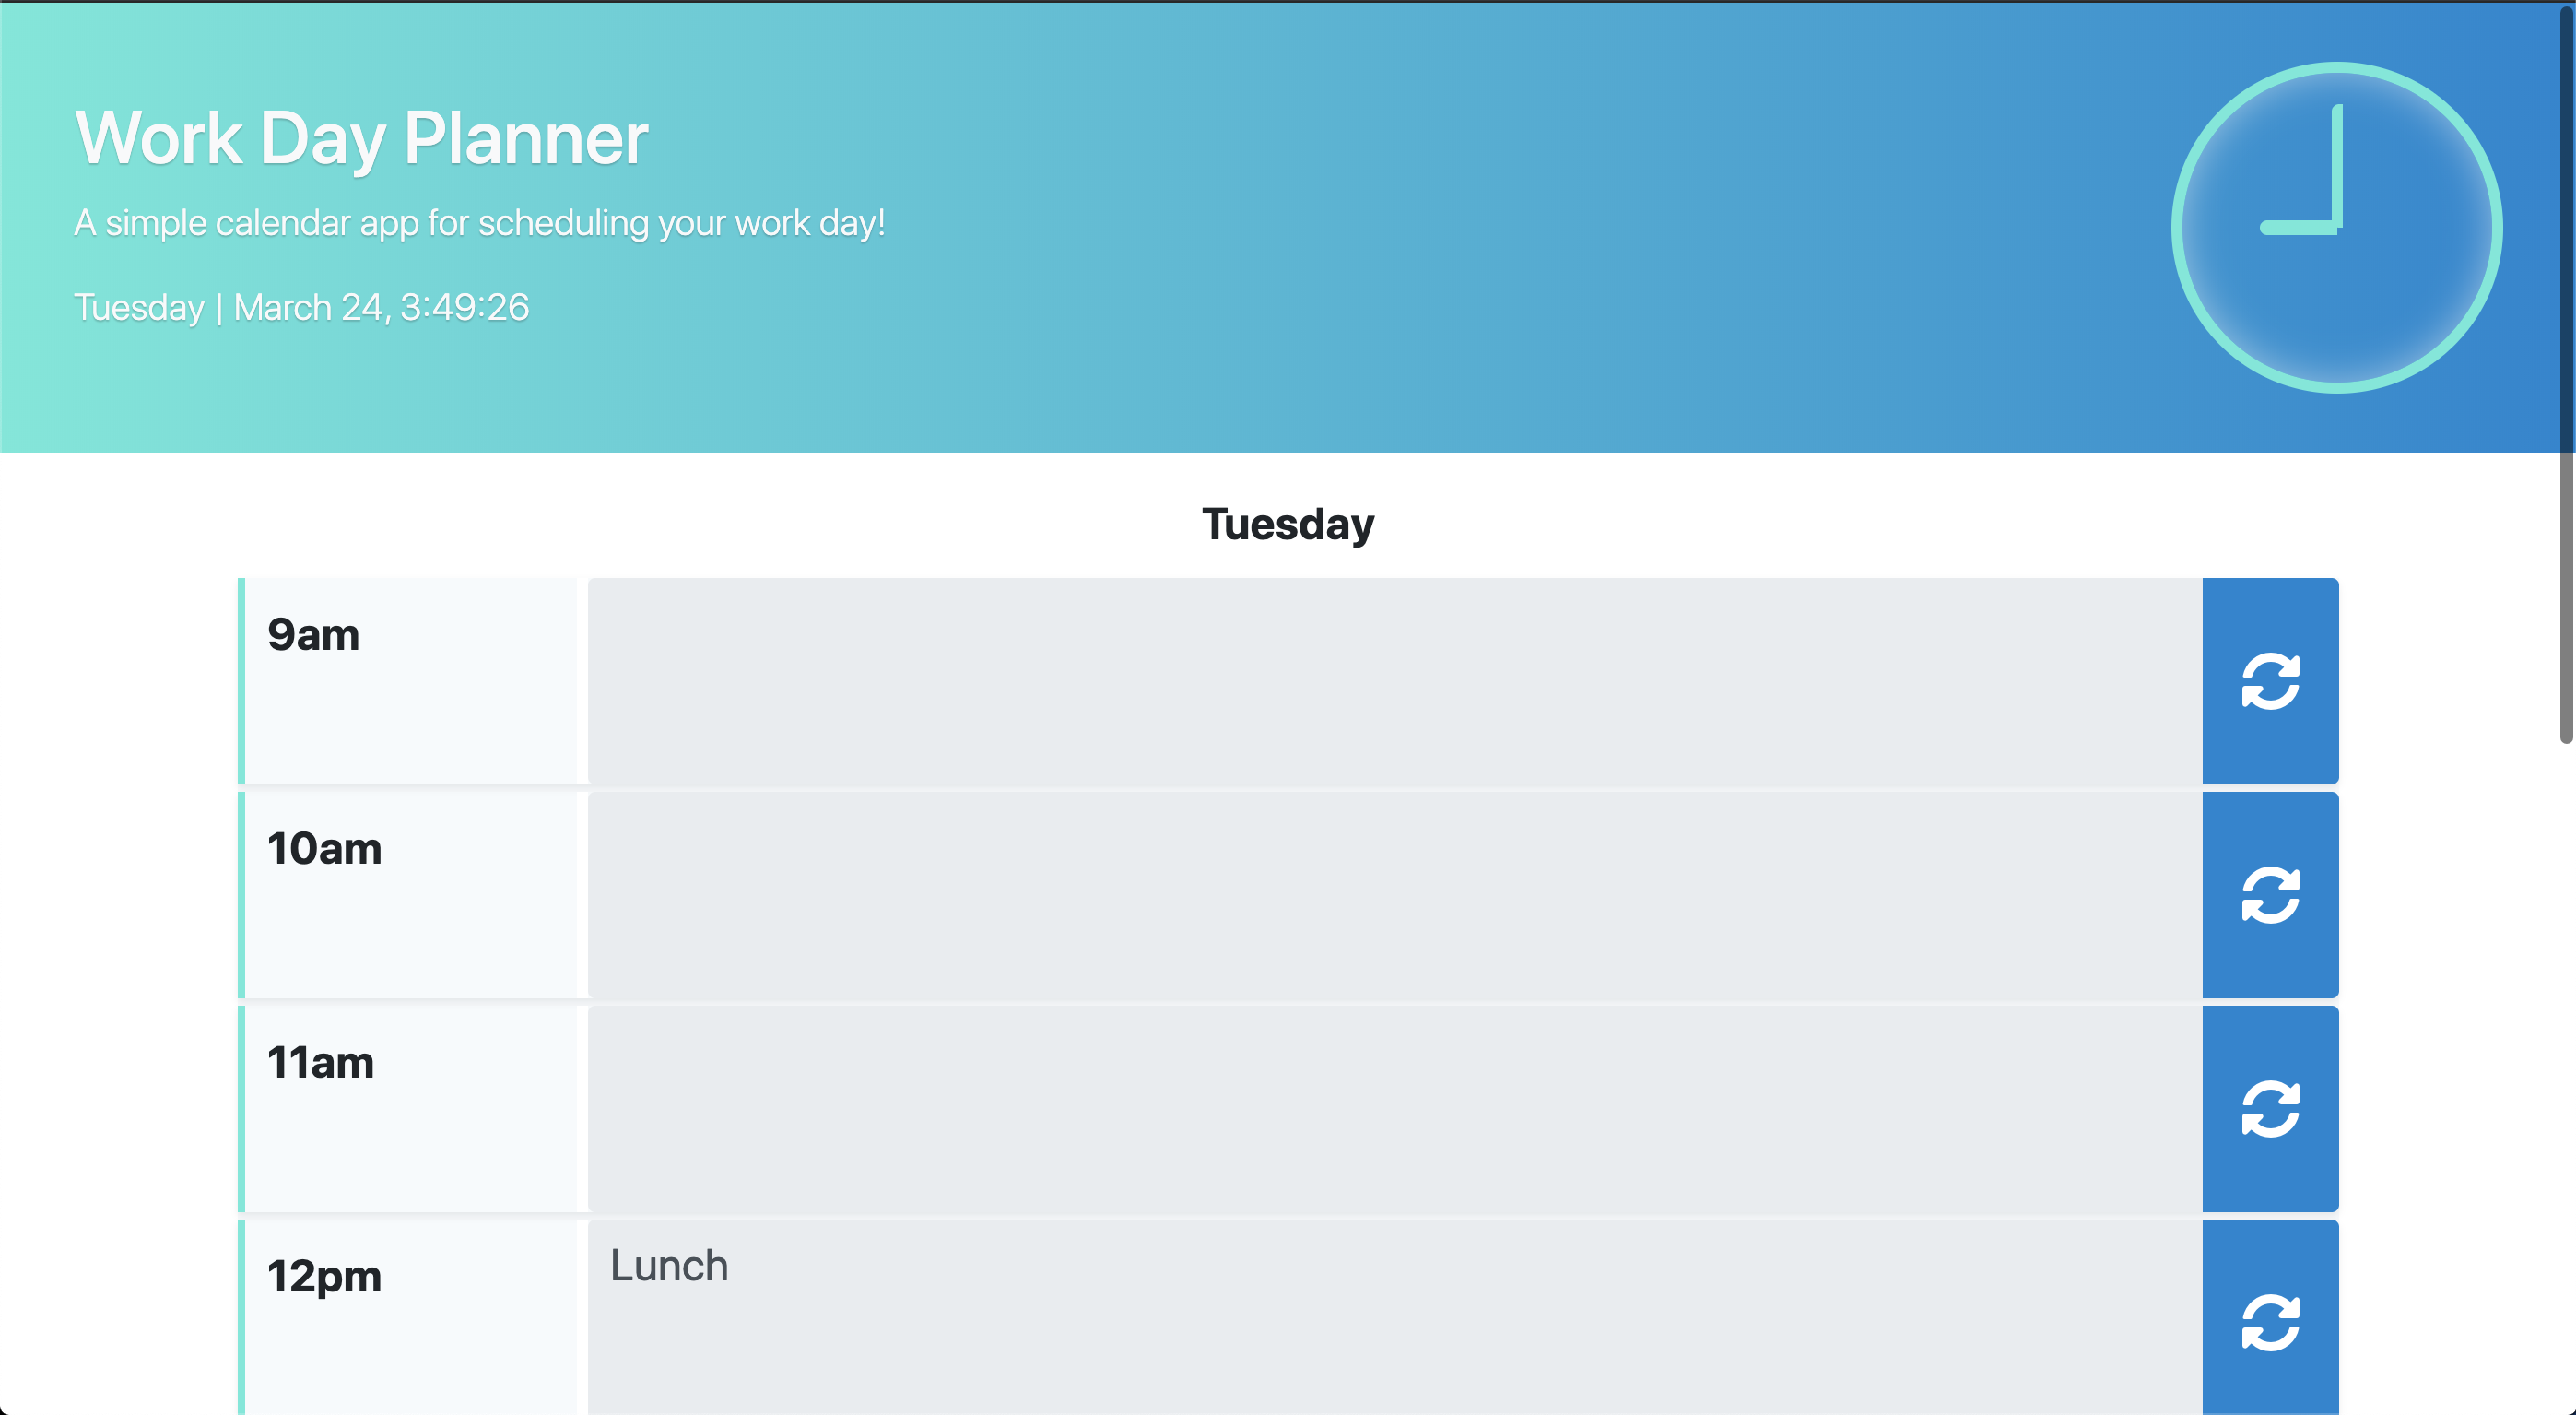 Work Day Planner
A simple calendar app for scheduling your work day!
Tuesday | March 24, 3:49:26
Tuesday
9am
10am
11am
12pm
Lunch